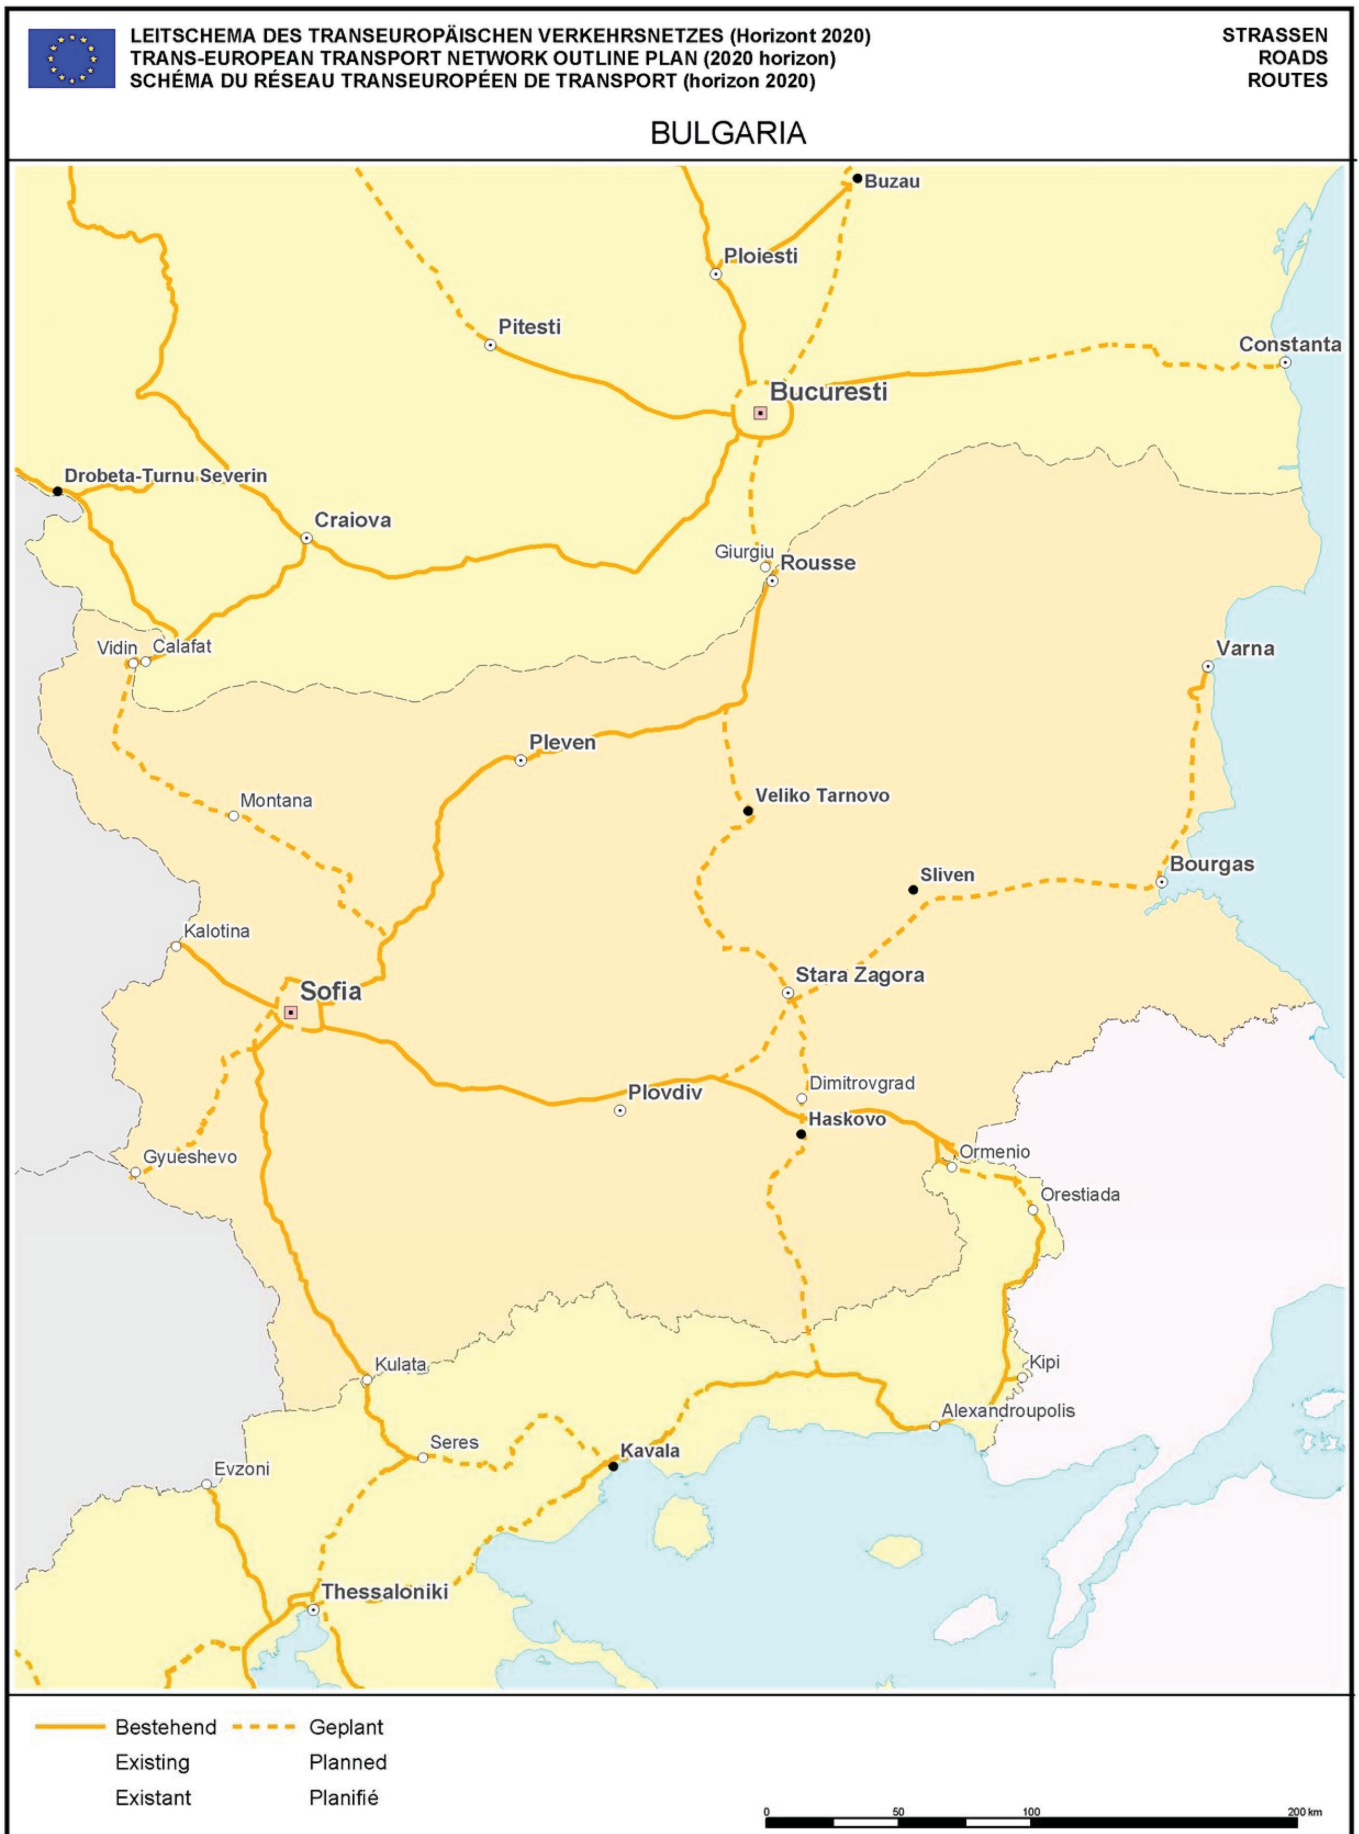 LEITSCHEMA DES TRANSEUROPÄISCHEN VERKEHRSNETZES (Horizont 2020)
TRANS-EUROPEAN TRANSPORT NETWORK OUTLINE PLAN (2020 horizon)
SCHÉMA DU RÉSEAU TRANSEUROPÉEN DE TRANSPORT (horizon 2020)
STRASSEN
ROADS
ROUTES
BULGARIA
Buzau
Ploiesti
Pitesti
Constanta
Bucuresti
Drobeta-Turnu Severin
Craiova
Giurgiu
Rousse
Vidin
Calafat
Varna
Pleven
Veliko Tarnovo
Montana
Bourgas
Sliven
Kalotina
Stara Zagora
Sofia
Dimitrovgrad
Plovdiv
Haskovo
Ormenio
Gyueshevo
Orestiada
Kulata
Kipi
Alexandroupolis
Seres
Kavala
Evzoni
Thessaloniki
Bestehend
Geplant
Existing
Planned
Existant
Planifié
0
50
100
200 km